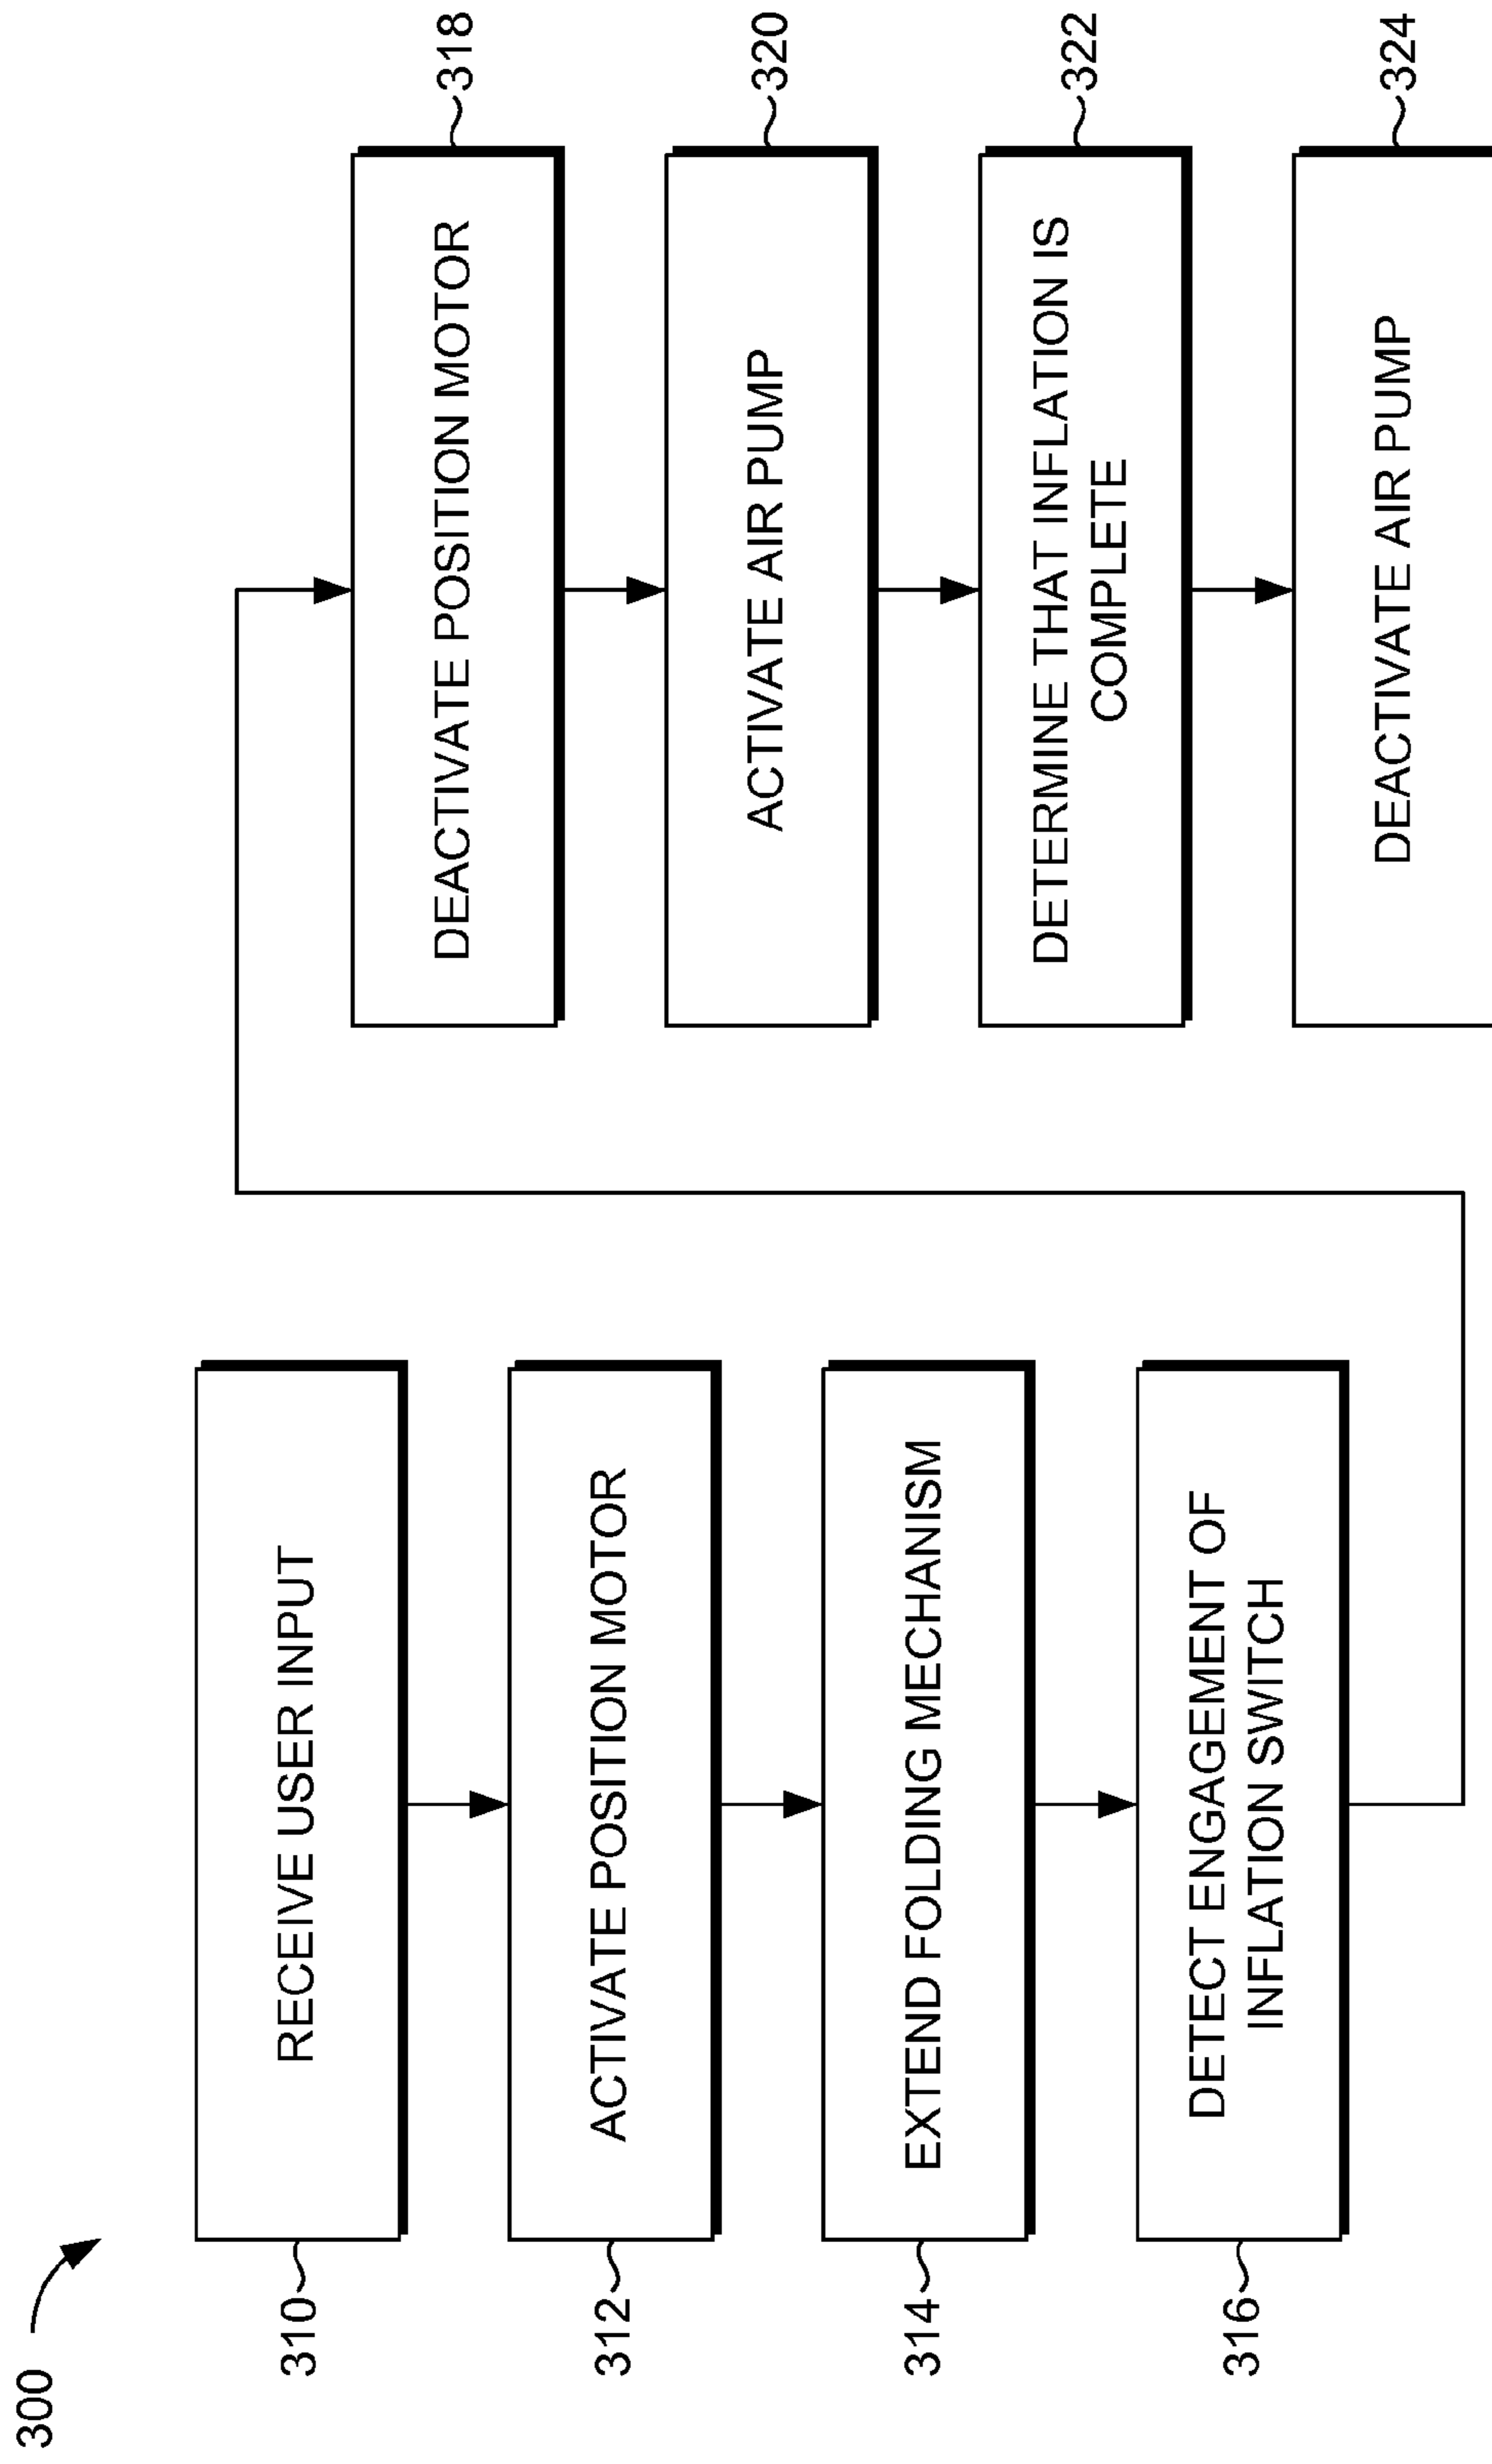 300
310
RECEIVE USER INPUT
312
ACTIVATE POSITION MOTOR
314
EXTEND FOLDING MECHANISM
316
DETECT ENGAGEMENT OF
INFLATION SWITCH
318
DEACTIVATE POSITION MOTOR
320
ACTIVATE AIR PUMP
322
DETERMINE THAT INFLATION IS
COMPLETE
324
DEACTIVATE AIR PUMP